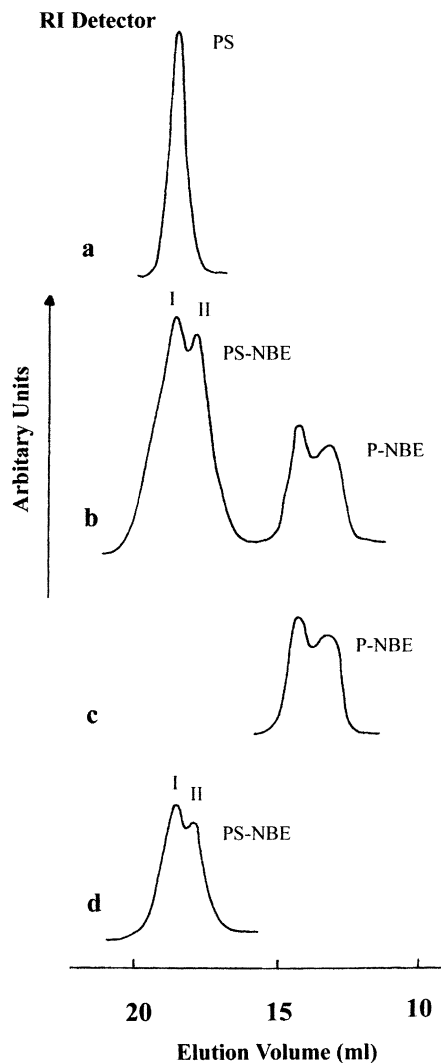 RI Detector
PS
a
I II
PS-NBE
P-NBE
b
Arbitary Units
P-NBE
c
I II
PS-NBE
d
20 15 10
Elution Volume (ml)